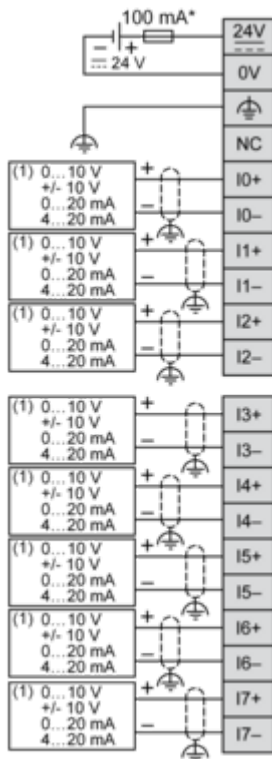 100 mA*
24V
− +
24 V
0V
NC
(1) 0...10 V
+/- 10 V
0...20 mA
4...20 mA
+ I0+
− I0−
(1) 0...10 V
+/- 10 V
0...20 mA
4...20 mA
+ I1+
− I1−
(1) 0...10 V
+/- 10 V
0...20 mA
4...20 mA
+ I2+
− I2−
(1) 0...10 V
+/- 10 V
0...20 mA
4...20 mA
+ I3+
− I3−
(1) 0...10 V
+/- 10 V
0...20 mA
4...20 mA
+ I4+
− I4−
(1) 0...10 V
+/- 10 V
0...20 mA
4...20 mA
+ I5+
− I5−
(1) 0...10 V
+/- 10 V
0...20 mA
4...20 mA
+ I6+
− I6−
(1) 0...10 V
+/- 10 V
0...20 mA
4...20 mA
+ I7+
− I7−